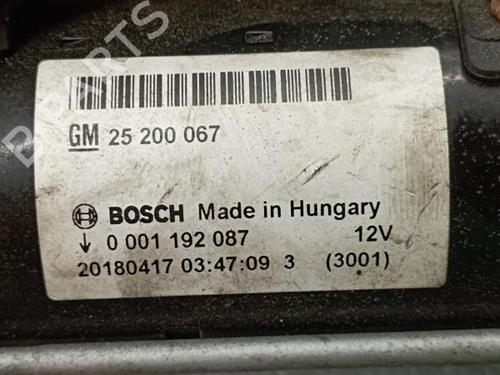 GM 25 200 067
BOSCH Made in Hungary
0 001 192 087 12V
20180417 03:47:09 3 (3001)
PARTS